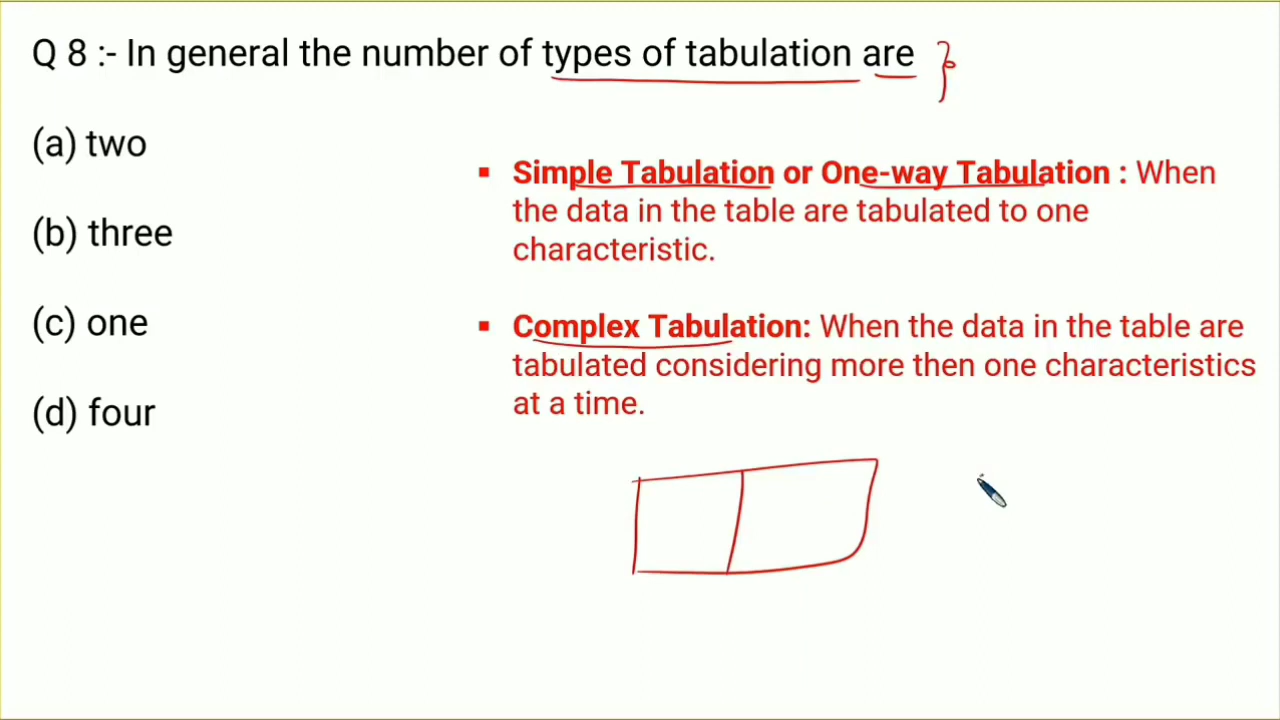 Q 8 :- In general the number of types of tabulation are
(a) two
(b) three
(c) one
(d) four
▪ Simple Tabulation or One-way Tabulation : When
the data in the table are tabulated to one
characteristic.
▪ Complex Tabulation: When the data in the table are
tabulated considering more then one characteristics
at a time.